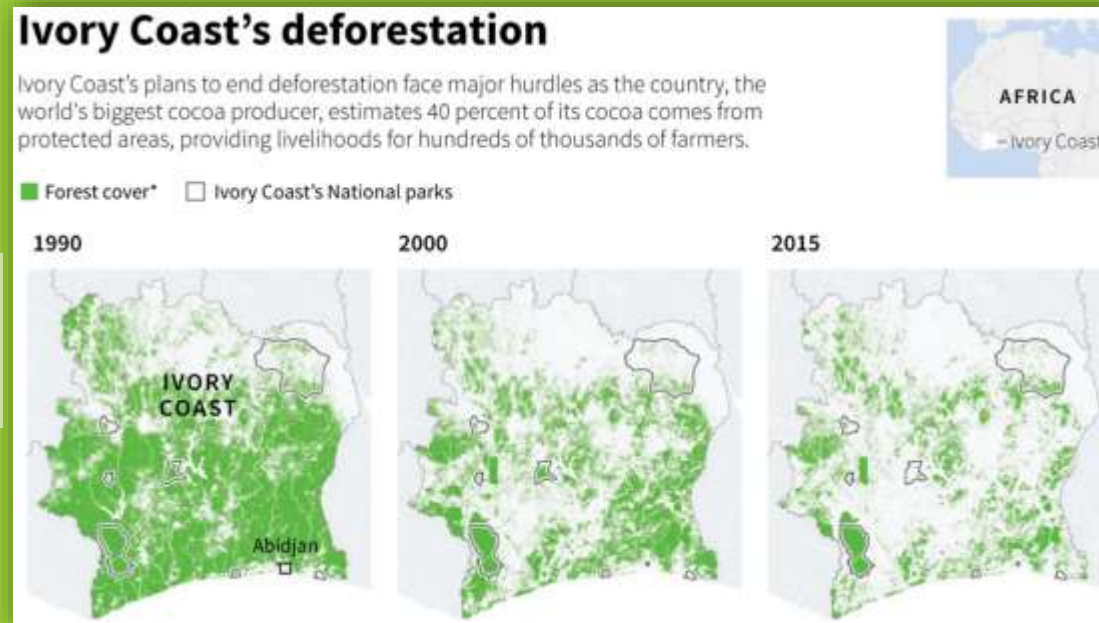 Ivory Coast’s deforestation
Ivory Coast’s plans to end deforestation face major hurdles as the country, the
world's biggest cocoa producer, estimates 40 percent of its cocoa comes from
protected areas, providing livelihoods for hundreds of thousands of farmers.
AFRICA
Ivory Coast
Forest cover*
Ivory Coast's National parks
1990
2000
2015
IVORY
COAST
Abidjan